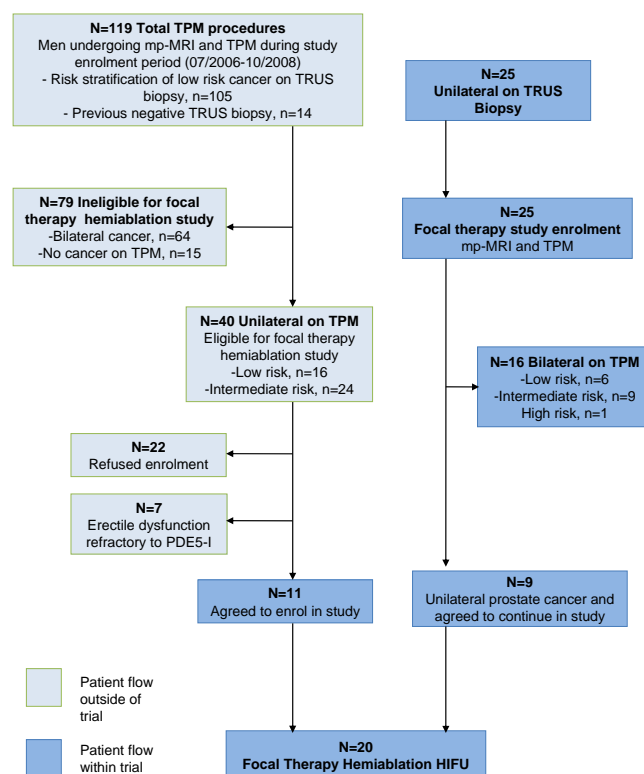 N=119 Total TPM procedures
Men undergoing mp-MRI and TPM during study
enrolment period (07/2006-10/2008)
- Risk stratification of low risk cancer on TRUS
biopsy, n=105
- Previous negative TRUS biopsy, n=14
N=25
Unilateral on TRUS
Biopsy
N=79 Ineligible for focal
therapy hemiablation study
-Bilateral cancer, n=64
-No cancer on TPM, n=15
N=25
Focal therapy study enrolment
mp-MRI and TPM
N=40 Unilateral on TPM
Eligible for focal therapy
hemiablation study
-Low risk, n=16
-Intermediate risk, n=24
N=16 Bilateral on TPM
-Low risk, n=6
-Intermediate risk, n=9
High risk, n=1
N=22
Refused enrolment
N=7
Erectile dysfunction
refractory to PDE5-I
N=11
Agreed to enrol in study
N=9
Unilateral prostate cancer and
agreed to continue in study
Patient flow
outside of
trial
Patient flow
within trial
N=20
Focal Therapy Hemiablation HIFU